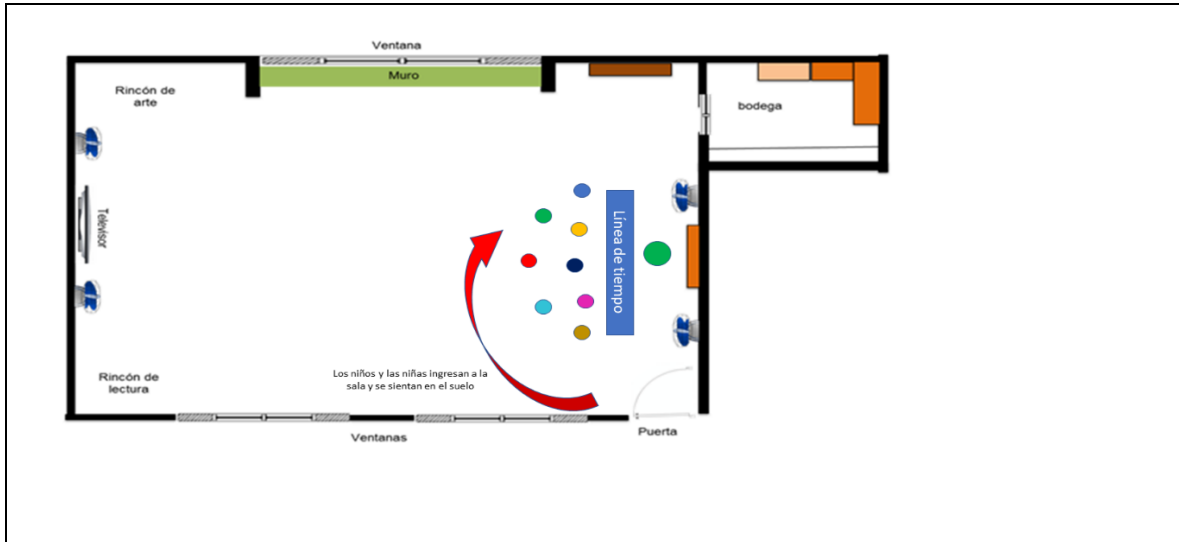 Ventana
Muro
Rincón de
arte
bodega
Televisor
Línea de tiempo
Los niños y las niñas ingresan a la
sala y se sientan en el suelo
Rincón de
lectura
Ventanas
Puerta